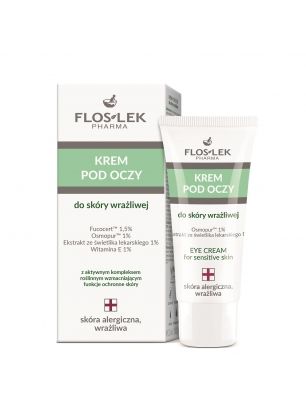 FLOS-LEK
PHARMA
KREM
POD OCZY
do skóry wrażliwej
Fucocert™ 1,5%
Osmopur™ 1%
Ekstrakt ze świetlika lekarskiego 1%
Witamina E 1%
z aktywnym kompleksem
roślinnym wzmacniającym
funkcje ochronne skóry
skóra alergiczna,
wrażliwa
FLOS-LEK
PHARMA
KREM
POD OCZY
do skóry wrażliwej
Osmopur™ 1%
Ekstrakt ze świetlika lekarskiego 1%
EYE CREAM
for sensitive skin
skóra alergiczna,
wrażliwa